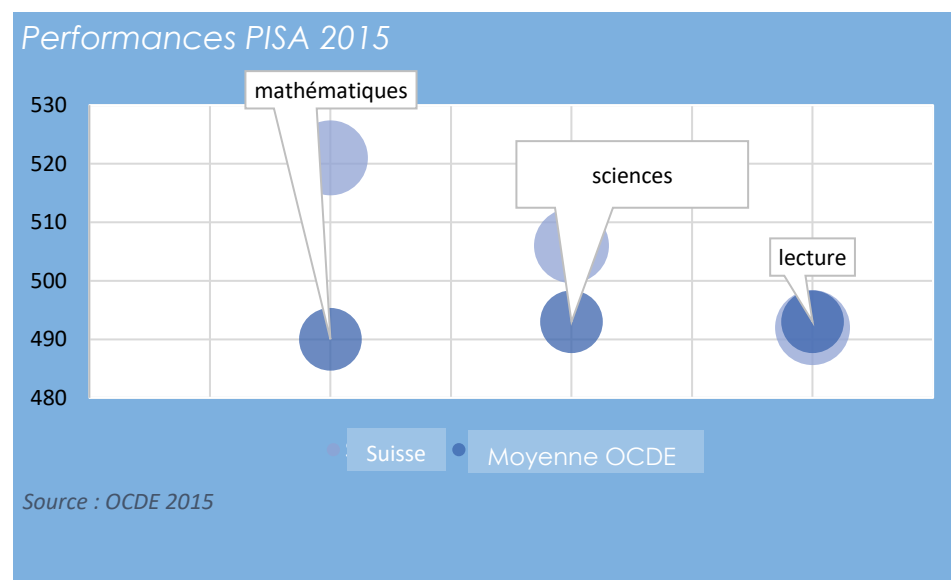 Performances PISA 2015
mathématiques
530
520
sciences
510
500
lecture
490
480
Suisse
Moyenne OCDE
Source : OCDE 2015